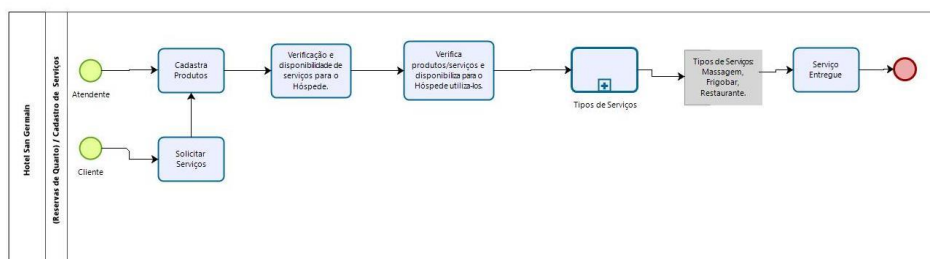 Hotel San Germain
(Reservas de Quarto) / Cadastro de Serviços
Atendente
Cadastra
Produtos
Verificação e
disponibilidade de
serviços para o
Hóspede.
Verifica
produtos/serviços e
disponibiliza para o
Hóspede utiliza-los.
Tipos de Serviços
Tipos de Serviços:
Massagem,
Frigobar,
Restaurante.
Serviço
Entregue
Cliente
Solicitar
Serviços